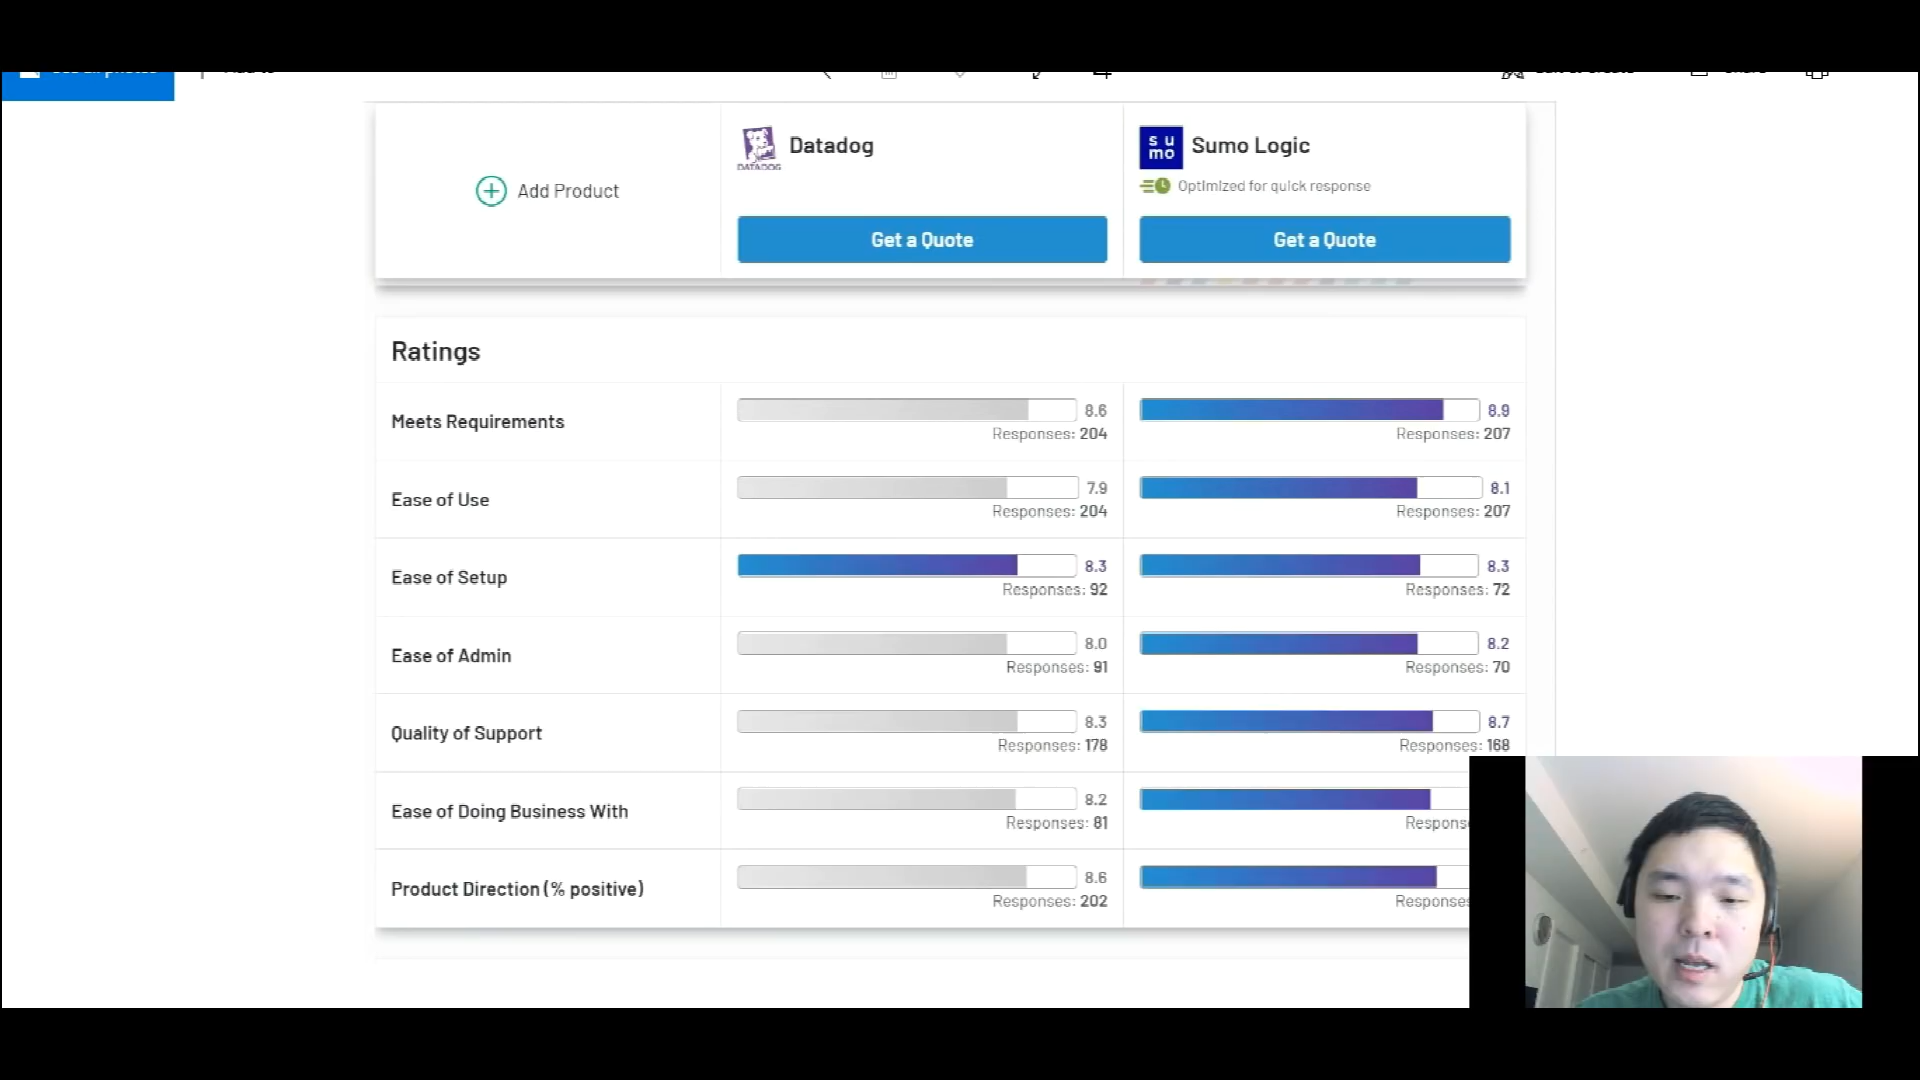 Datadog
DATADOG
su
mo
Sumo Logic
Optimized for quick response
Add Product
Get a Quote
Get a Quote
Ratings
Meets Requirements
8.6
Responses: 204
8.9
Responses: 207
Ease of Use
7.9
Responses: 204
8.1
Responses: 207
Ease of Setup
8.3
Responses: 92
8.3
Responses: 72
Ease of Admin
8.0
Responses: 91
8.2
Responses: 70
Quality of Support
8.3
Responses: 178
8.7
Responses: 168
Ease of Doing Business With
8.2
Responses: 81
Product Direction (% positive)
8.6
Responses: 202